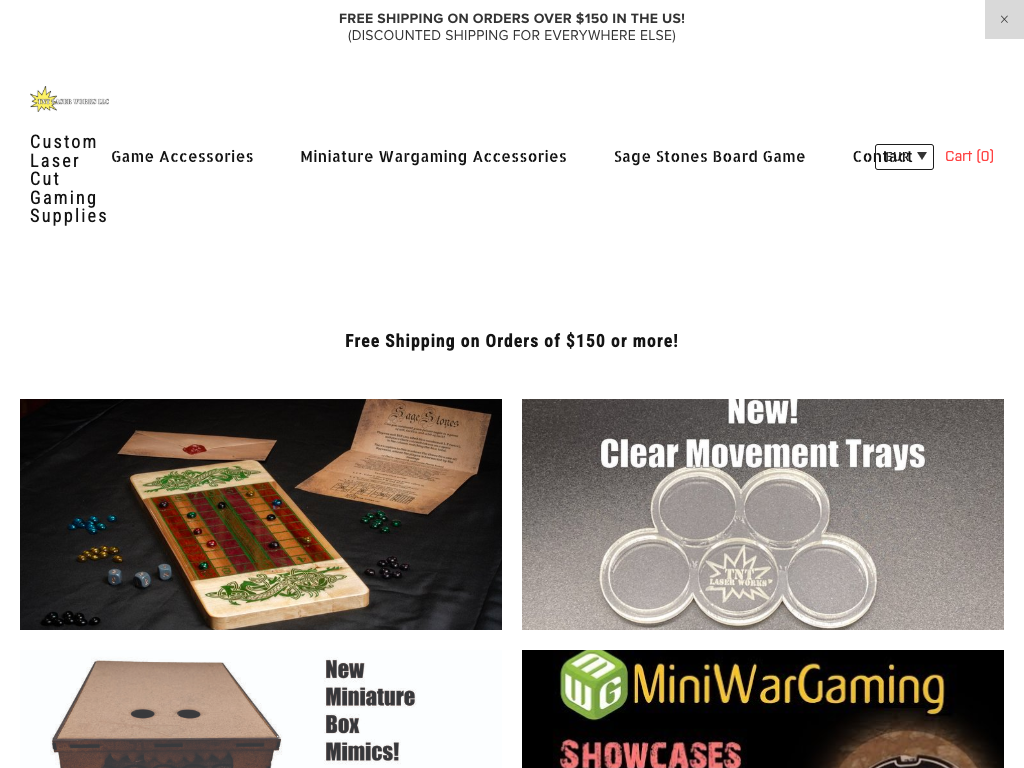 FREE SHIPPING ON ORDERS OVER $150 IN THE US!
(DISCOUNTED SHIPPING FOR EVERYWHERE ELSE)
×
TNT LASER WORKS LLC
Custom
Laser
Cut
Gaming
Supplies
Game Accessories
Miniature Wargaming Accessories
Sage Stones Board Game
Contact
EUR ▼
Cart (0)
Free Shipping on Orders of $150 or more!
Sage Stones
New!
Clear Movement Trays
TNT
LASER WORKS
New
Miniature
Box
Mimics!
MWG
MiniWarGaming
SHOWCASES